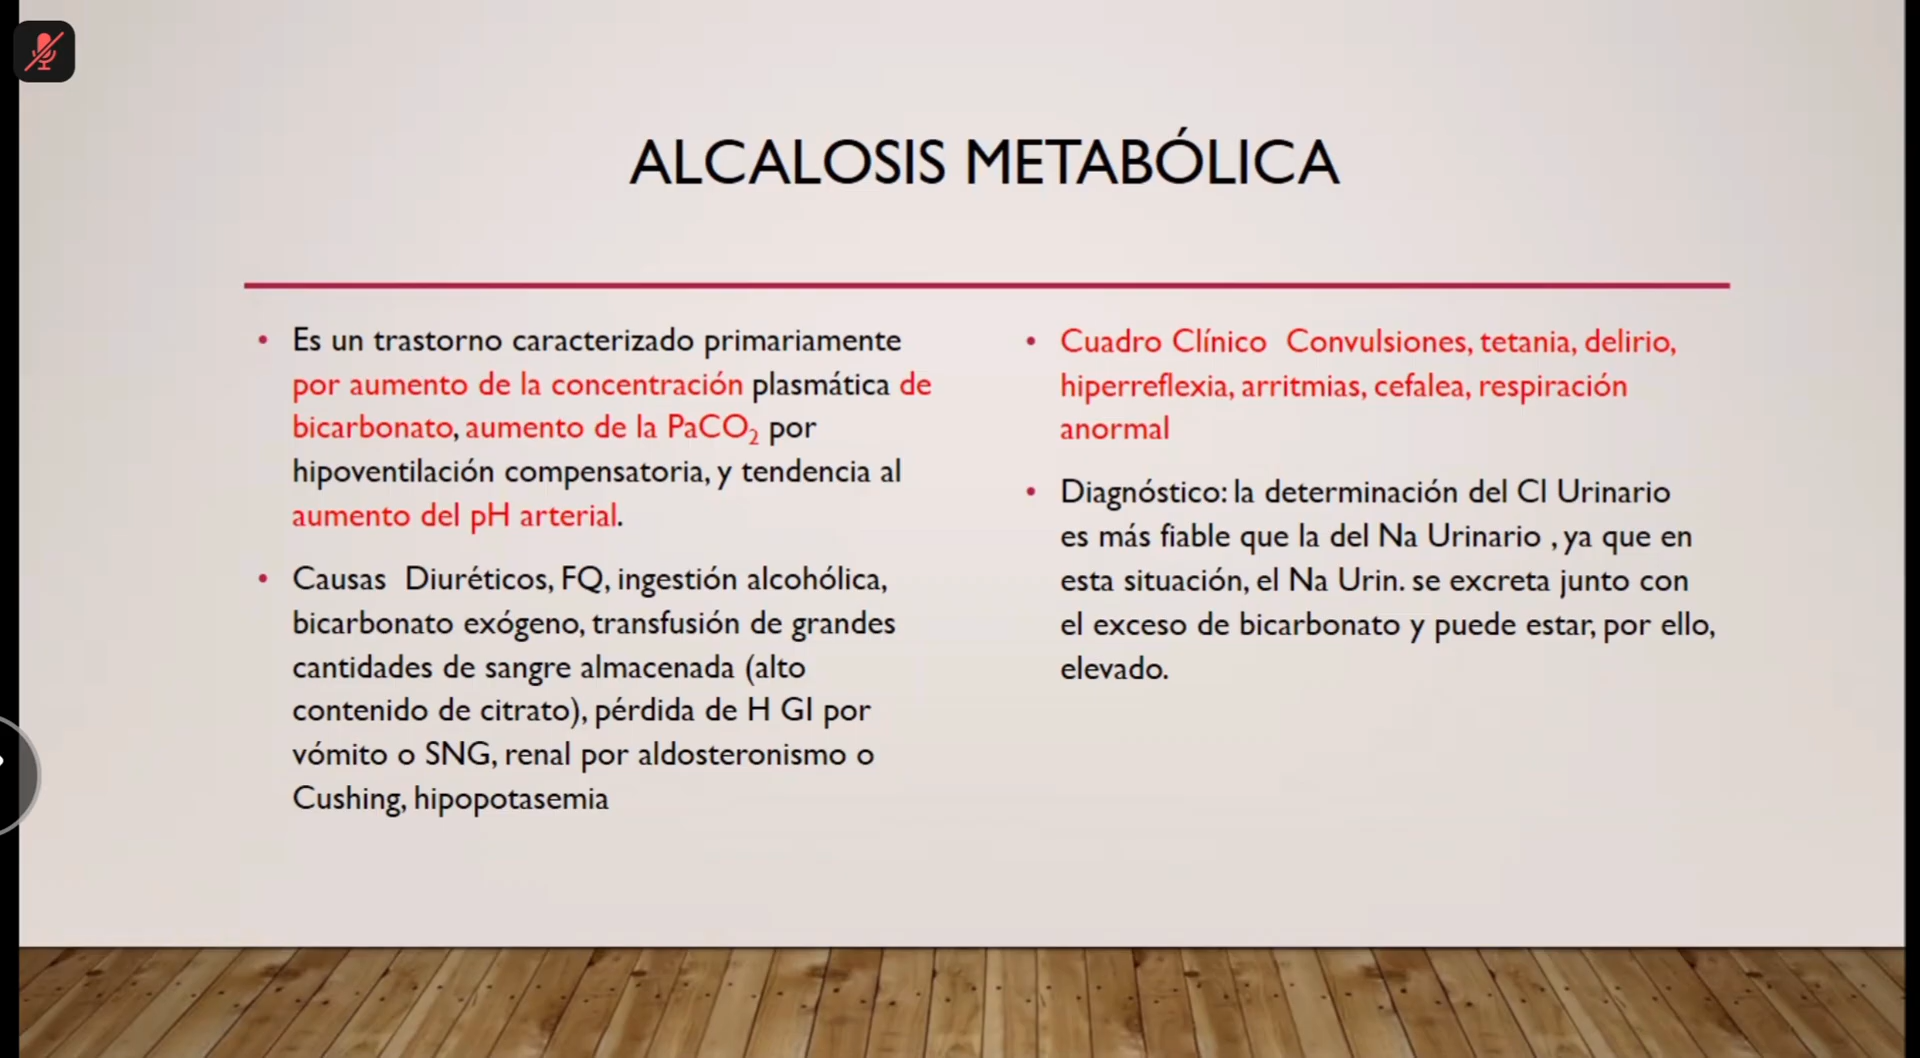 ALCALOSIS METABÓLICA
• Es un trastorno caracterizado primariamente
por aumento de la concentración plasmática de
bicarbonato, aumento de la PaCO₂ por
hipoventilación compensatoria, y tendencia al
aumento del pH arterial.
• Causas  Diuréticos, FQ, ingestión alcohólica,
bicarbonato exógeno, transfusión de grandes
cantidades de sangre almacenada (alto
contenido de citrato), pérdida de H GI por
vómito o SNG, renal por aldosteronismo o
Cushing, hipopotasemia
• Cuadro Clínico  Convulsiones, tetania, delirio,
hiperreflexia, arritmias, cefalea, respiración
anormal
• Diagnóstico: la determinación del Cl Urinario
es más fiable que la del Na Urinario , ya que en
esta situación, el Na Urin. se excreta junto con
el exceso de bicarbonato y puede estar, por ello,
elevado.